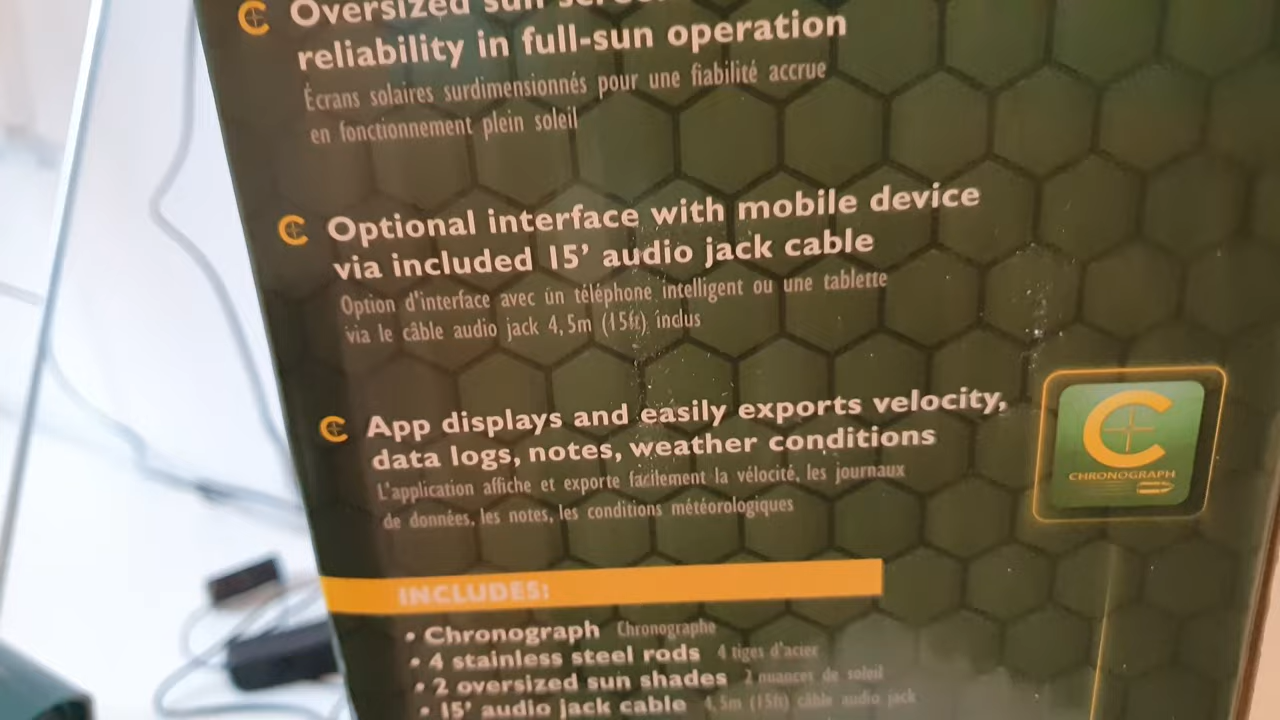 Oversized sun
reliability in full-sun operation
Écrans solaires surdimensionnés pour une fiabilité accrue
en fonctionnement plein soleil
Optional interface with mobile device
via included 15' audio jack cable
Option d'interface avec un téléphone intelligent ou une tablette
via le câble audio jack 4,5m (15ft) inclus
App displays and easily exports velocity,
data logs, notes, weather conditions
L'application affiche et exporte facilement la vélocité, les journaux
de données, les notes, les conditions météorologiques
C
CHRONOGRAPH
INCLUDES:
• Chronograph Chronographe
• 4 stainless steel rods 4 tiges d'acier
• 2 oversized sun shades 2 nuances de soleil
• 15' audio jack cable 4,5m (15ft) câble audio jack